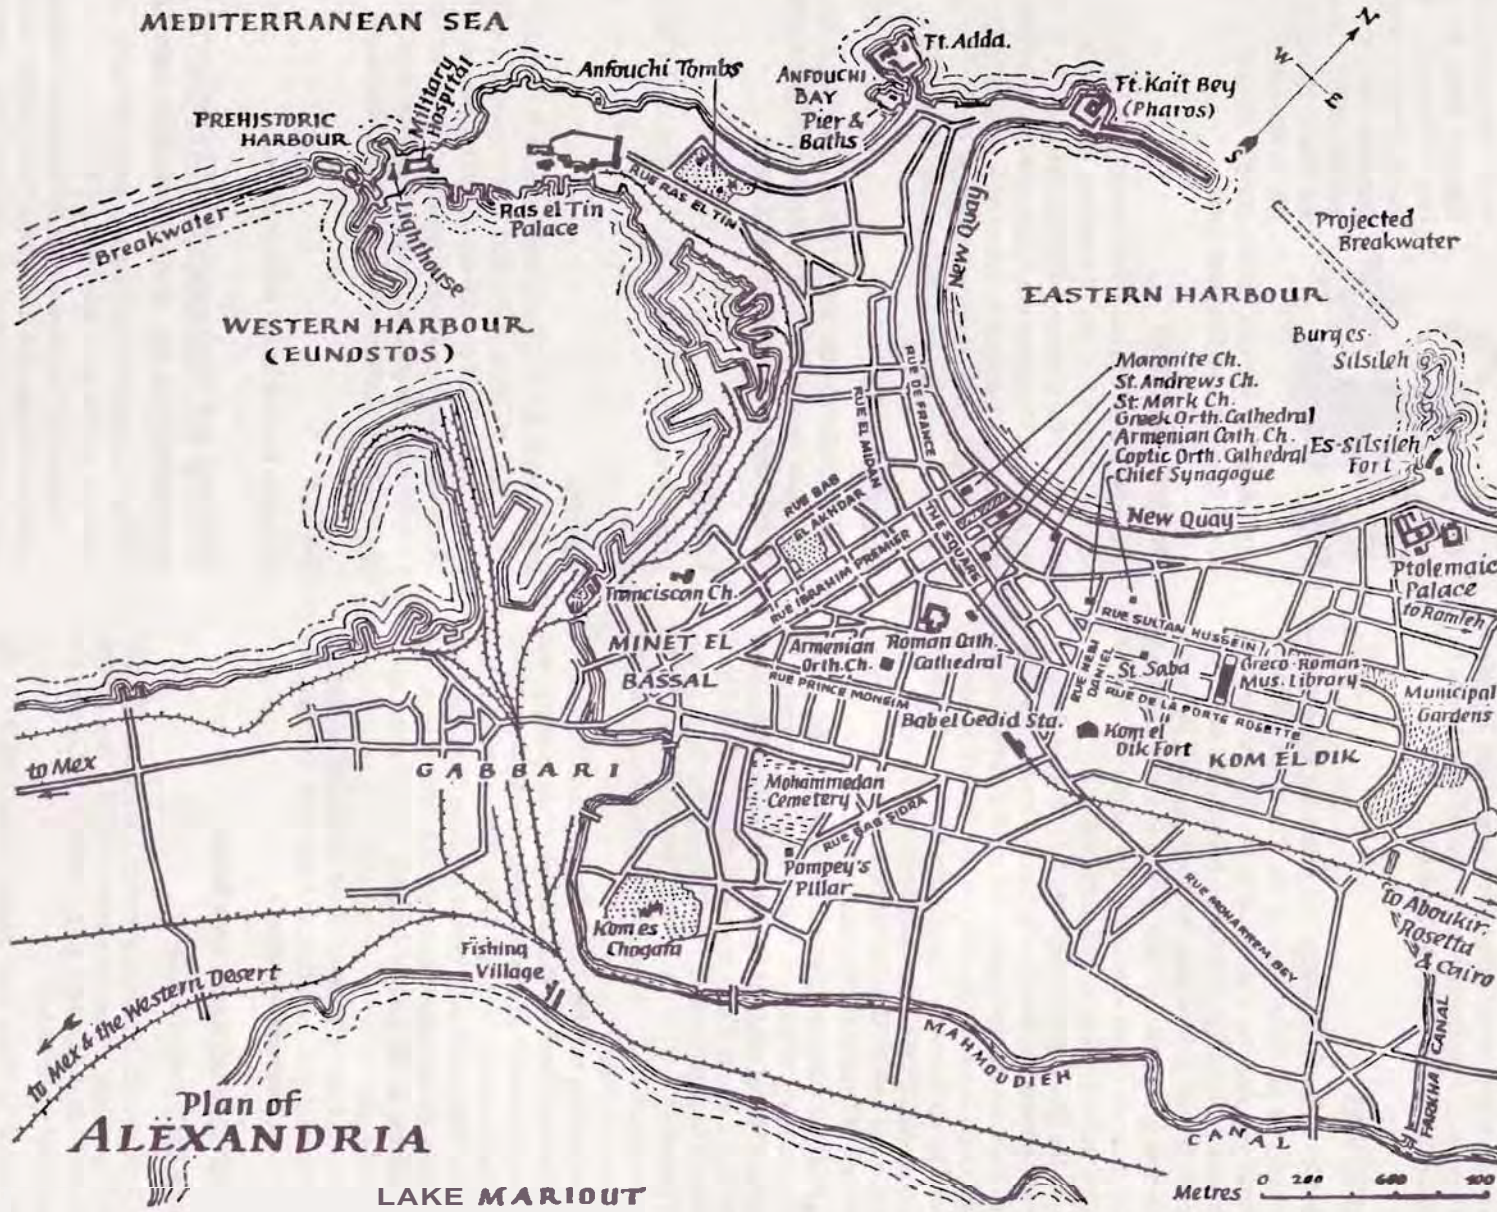 MEDITERRANEAN SEA
Ft. Adda.
N
W
E
S
Anfouchi Tombs
ANFOUCHI
BAY
Pier &
Baths
Ft. Kait Bey
(Pharos)
Military
Hosprtal
PREHISTORIC
HARBOUR
Breakwater
Lighthouse
Ras el Tin
Palace
RUE RAS EL TIN
New Quay
Projected
Breakwater
EASTERN HARBOUR
WESTERN HARBOUR
(EUNOSTOS)
Burg es-
Silsileh
Maronite Ch.
St. Andrews Ch.
St. Mark Ch.
Greek Orth. Cathedral
Armenian Cath. Ch.
Coptic Orth. Cathedral
Chief Synagogue
Es-Silsileh
Fort
RUE DE FRANCE
RUE EL MIDAN
RUE BAB
EL AKHDAR
THE SQUARE
RUE IBRAHIM PREMIER
New Quay
Ptolemaic
Palace
to Ramleh
Franciscan Ch.
MINET EL
BASSAL
Armenian
Orth. Ch.
Roman Cath.
Cathedral
RUE SULTAN HUSSEIN
RUE NEBI
DANIEL
St. Saba
Greco-Roman
Mus. Library
RUE PRINCE MONEIM
RUE DE LA PORTE ROSETTE
Municipal
Gardens
Bab el Gedid Sta.
Kom el
Dik Fort
KOM EL DIK
to Mex
GABBARI
Mohammedan
Cemetery
RUE BAB SIDRA
Pompey's
Pillar
Kom es
Chogafa
RUE MOHARREM BEY
to Aboukir,
Rosetta
& Cairo
Fishing
Village
to Mex & the Western Desert
MAHMOUDIEH
CANAL
FARKHA CANAL
Plan of
ALEXANDRIA
LAKE MARIOUT
Metres 0 200 600 400